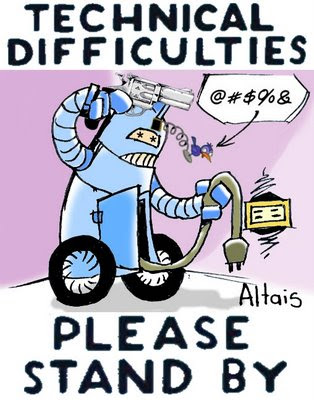 TECHNICAL
DIFFICULTIES
@#$%&
Altais
PLEASE
STAND BY